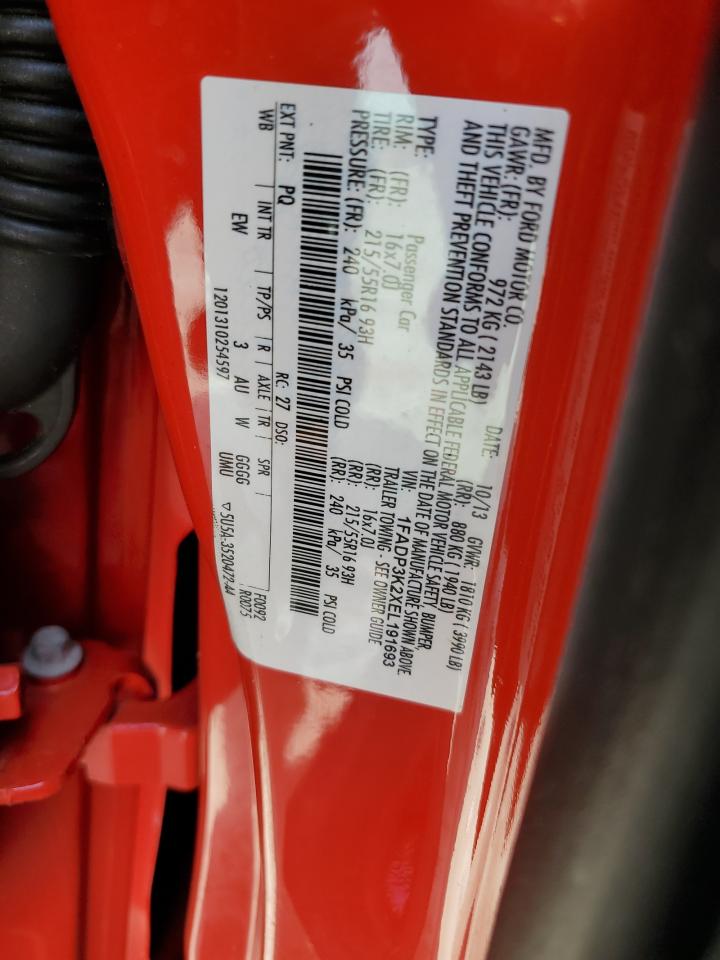 MFD. BY FORD MOTOR CO. DATE: 10/13 GVWR: 1810 KG ( 3990 LB)
GAWR: (FR): 972 KG ( 2143 LB) (RR): 880 KG ( 1940 LB)
THIS VEHICLE CONFORMS TO ALL APPLICABLE FEDERAL MOTOR VEHICLE SAFETY, BUMPER,
AND THEFT PREVENTION STANDARDS IN EFFECT ON THE DATE OF MANUFACTURE SHOWN ABOVE
VIN: 1FADP3K2XEL191693
TYPE: Passenger Car TRAILER TOWING - SEE OWNER GUIDE
RIM: (FR): 16x7.0J (RR): 16x7.0J
TIRE: (FR): 215/55R16 93H (RR): 215/55R16 93H
PRESSURE: (FR): 240 kPa/ 35 PSI COLD (RR): 240 kPa/ 35 PSI COLD
EXT PNT: PQ RC: 27 DSO: F0092
WB INT TR TP/PS R AXLE TR SPR R0075
EW 3 AU W GGGG
UMU
1201310254597 ▽ 5U5A-3520472-AA